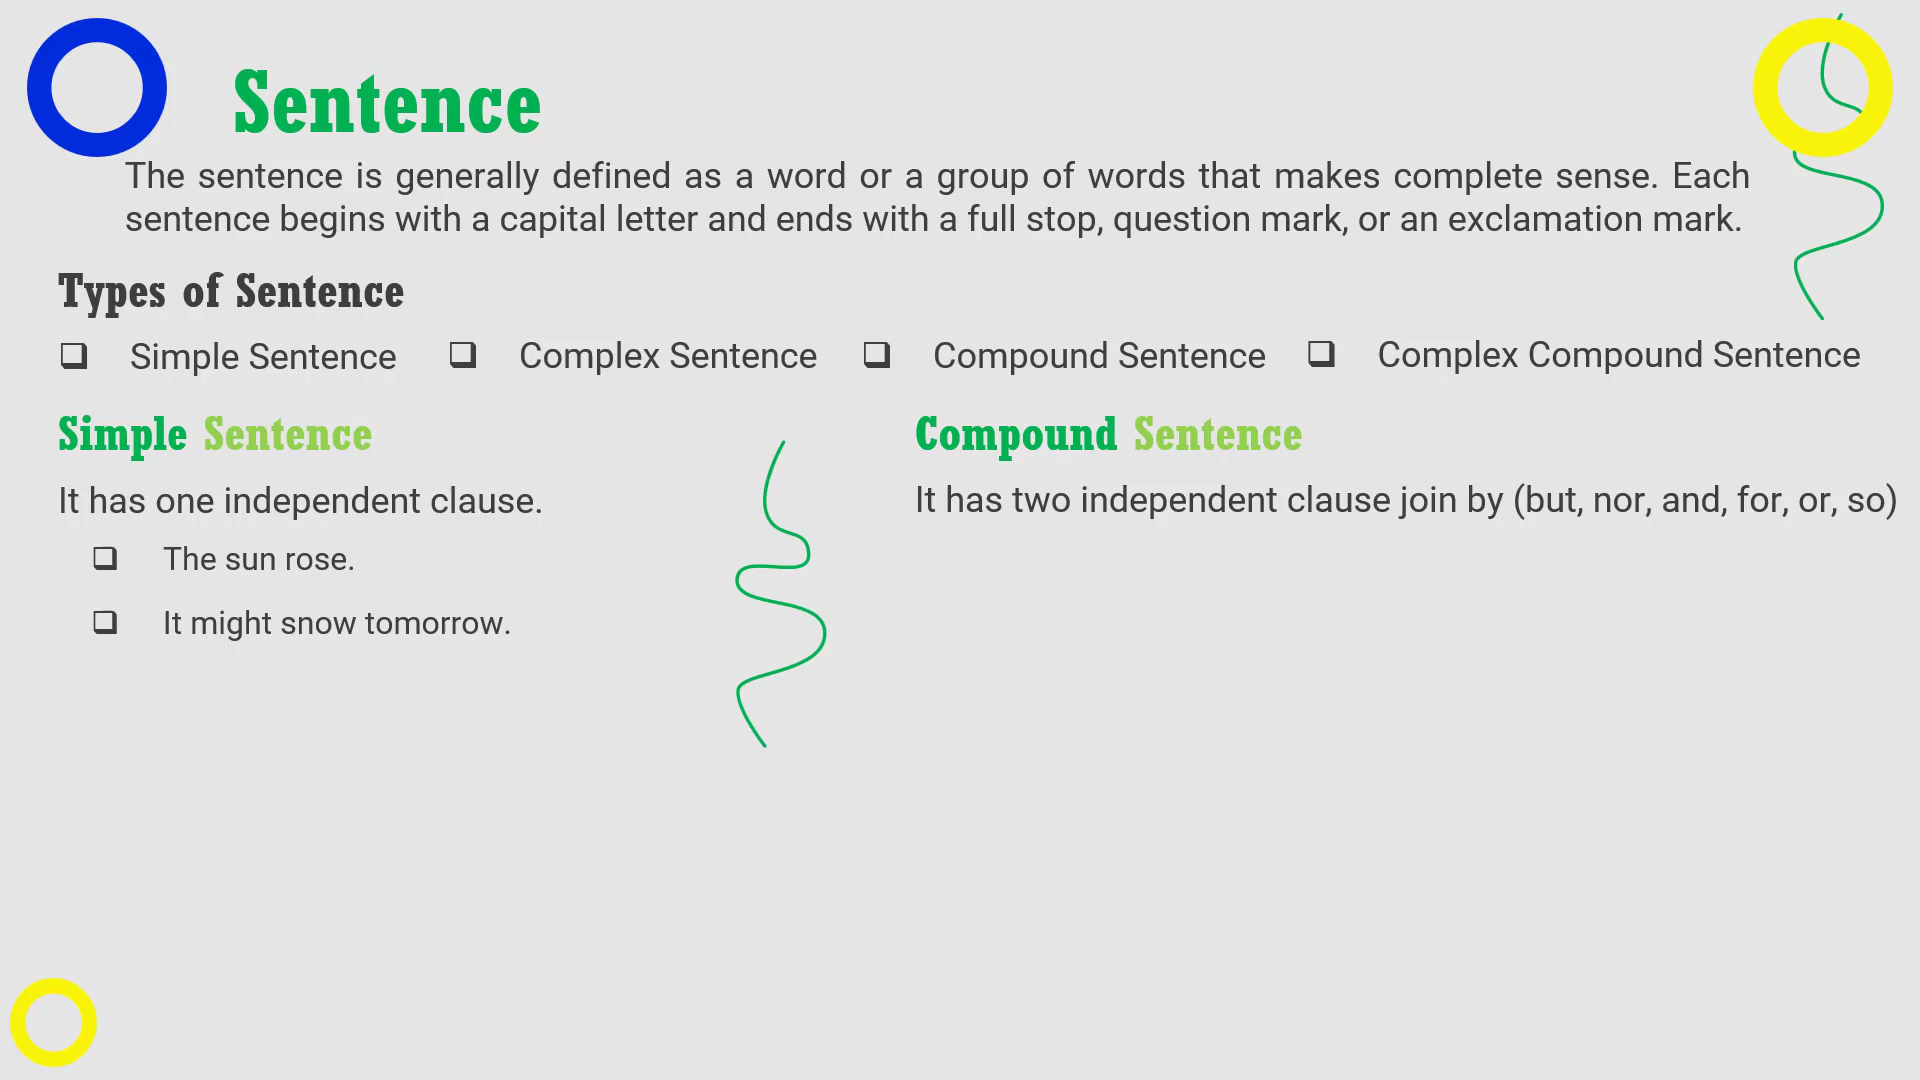 Sentence
The sentence is generally defined as a word or a group of words that makes complete sense. Each
sentence begins with a capital letter and ends with a full stop, question mark, or an exclamation mark.
Types of Sentence
❑ Simple Sentence ❑ Complex Sentence ❑ Compound Sentence ❑ Complex Compound Sentence
Simple Sentence
It has one independent clause.
❑ The sun rose.
❑ It might snow tomorrow.
Compound Sentence
It has two independent clause join by (but, nor, and, for, or, so)